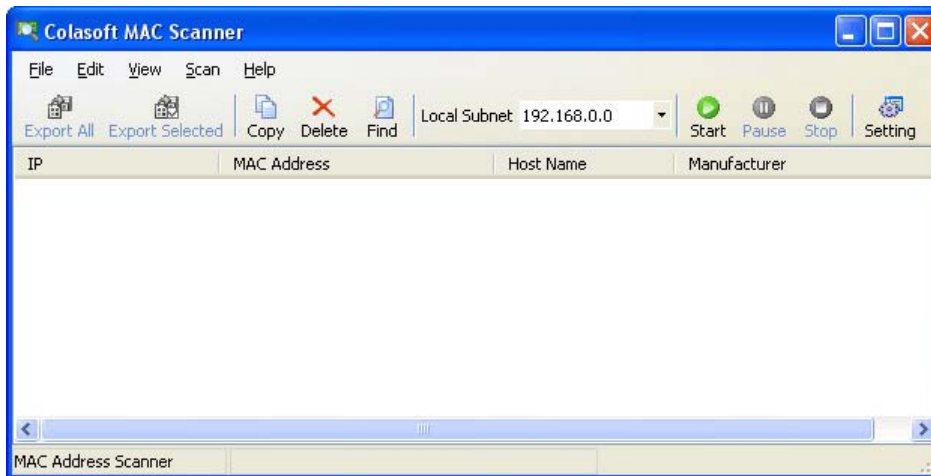 Colasoft MAC Scanner
File Edit View Scan Help
Export All Export Selected Copy Delete Find Local Subnet 192.168.0.0 Start Pause Stop Setting
IP MAC Address Host Name Manufacturer
MAC Address Scanner